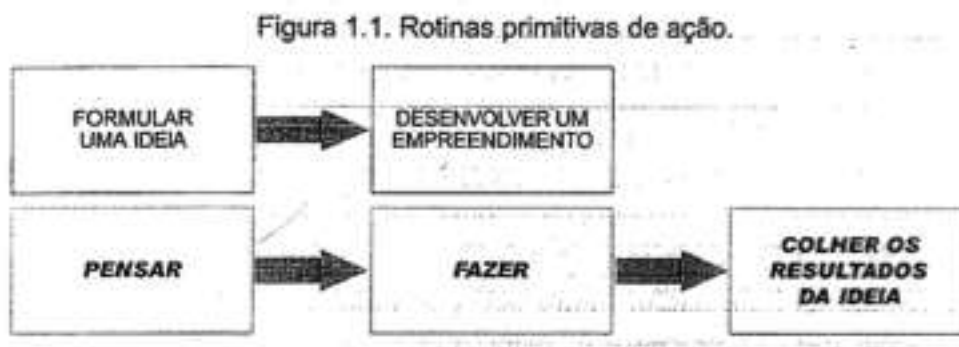 Figura 1.1. Rotinas primitivas de ação.
FORMULAR
UMA IDEIA
DESENVOLVER UM
EMPREENDIMENTO
PENSAR
FAZER
COLHER OS
RESULTADOS
DA IDEIA